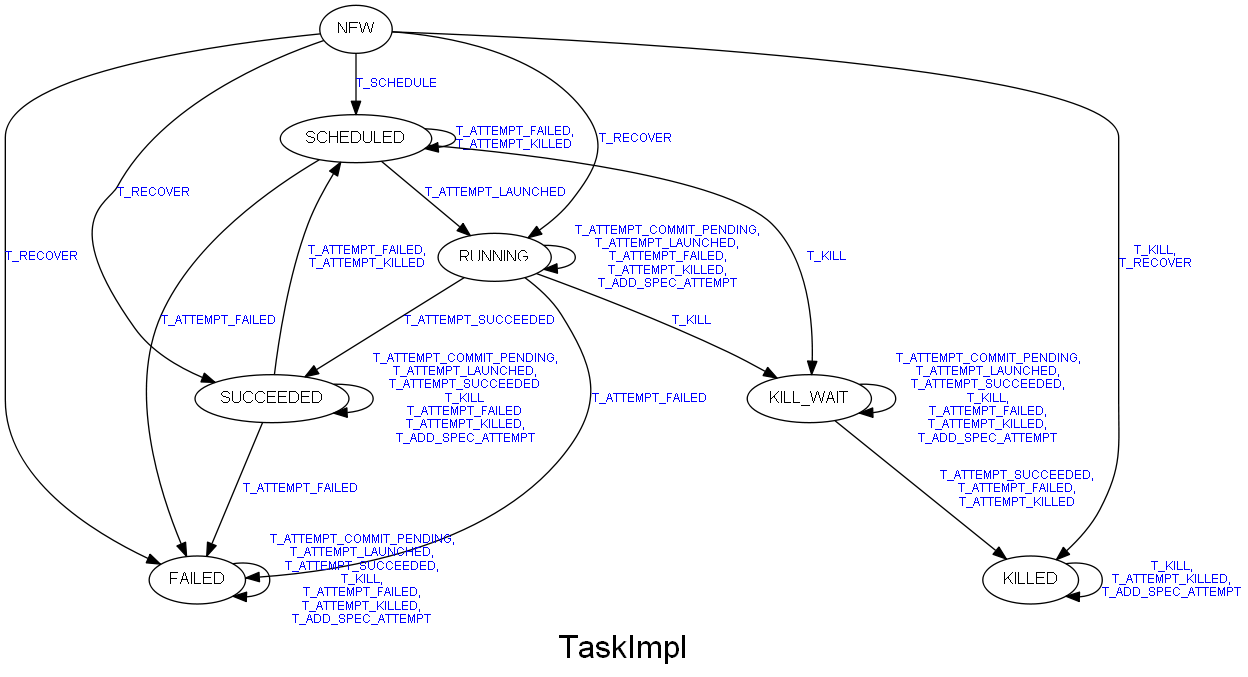 NEW
T_SCHEDULE
SCHEDULED
T_ATTEMPT_FAILED,
T_ATTEMPT_KILLED
T_RECOVER
T_RECOVER
T_ATTEMPT_LAUNCHED
RUNNING
T_ATTEMPT_COMMIT_PENDING,
T_ATTEMPT_LAUNCHED,
T_ATTEMPT_FAILED,
T_ATTEMPT_KILLED,
T_ADD_SPEC_ATTEMPT
T_RECOVER
T_ATTEMPT_FAILED,
T_ATTEMPT_KILLED
T_KILL
T_KILL,
T_RECOVER
T_ATTEMPT_FAILED
T_ATTEMPT_SUCCEEDED
T_KILL
SUCCEEDED
T_ATTEMPT_COMMIT_PENDING,
T_ATTEMPT_LAUNCHED,
T_ATTEMPT_SUCCEEDED
T_KILL
T_ATTEMPT_FAILED
T_ATTEMPT_KILLED,
T_ADD_SPEC_ATTEMPT
T_ATTEMPT_FAILED
KILL_WAIT
T_ATTEMPT_COMMIT_PENDING,
T_ATTEMPT_LAUNCHED,
T_ATTEMPT_SUCCEEDED,
T_KILL,
T_ATTEMPT_FAILED,
T_ATTEMPT_KILLED,
T_ADD_SPEC_ATTEMPT
T_ATTEMPT_FAILED
T_ATTEMPT_SUCCEEDED,
T_ATTEMPT_FAILED,
T_ATTEMPT_KILLED
FAILED
T_ATTEMPT_COMMIT_PENDING,
T_ATTEMPT_LAUNCHED,
T_ATTEMPT_SUCCEEDED,
T_KILL,
T_ATTEMPT_FAILED,
T_ATTEMPT_KILLED,
T_ADD_SPEC_ATTEMPT
KILLED
T_KILL,
T_ATTEMPT_KILLED,
T_ADD_SPEC_ATTEMPT
TaskImpl